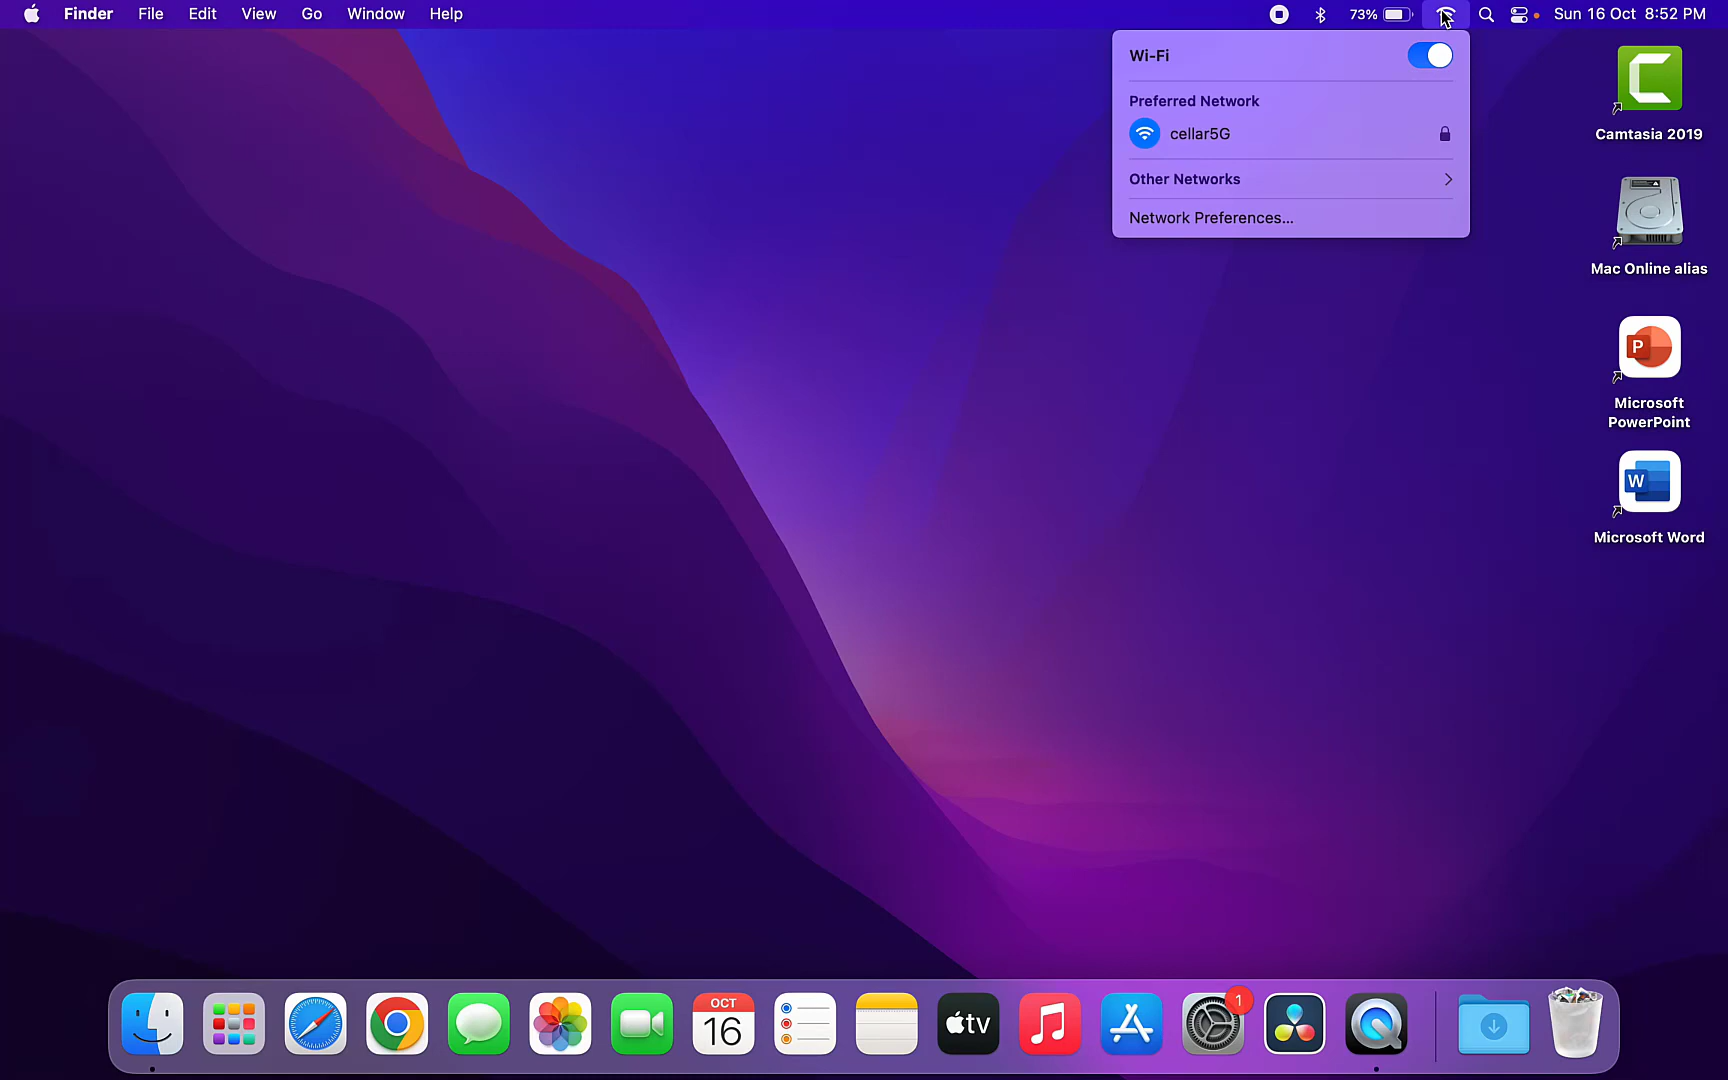 Finder File Edit View Go Window Help 73% Sun 16 Oct 8:52 PM
Wi-Fi
Preferred Network
cellar5G
Other Networks
Network Preferences...
Camtasia 2019
Mac Online alias
P
Microsoft
PowerPoint
W
Microsoft Word
OCT
16
tv
1